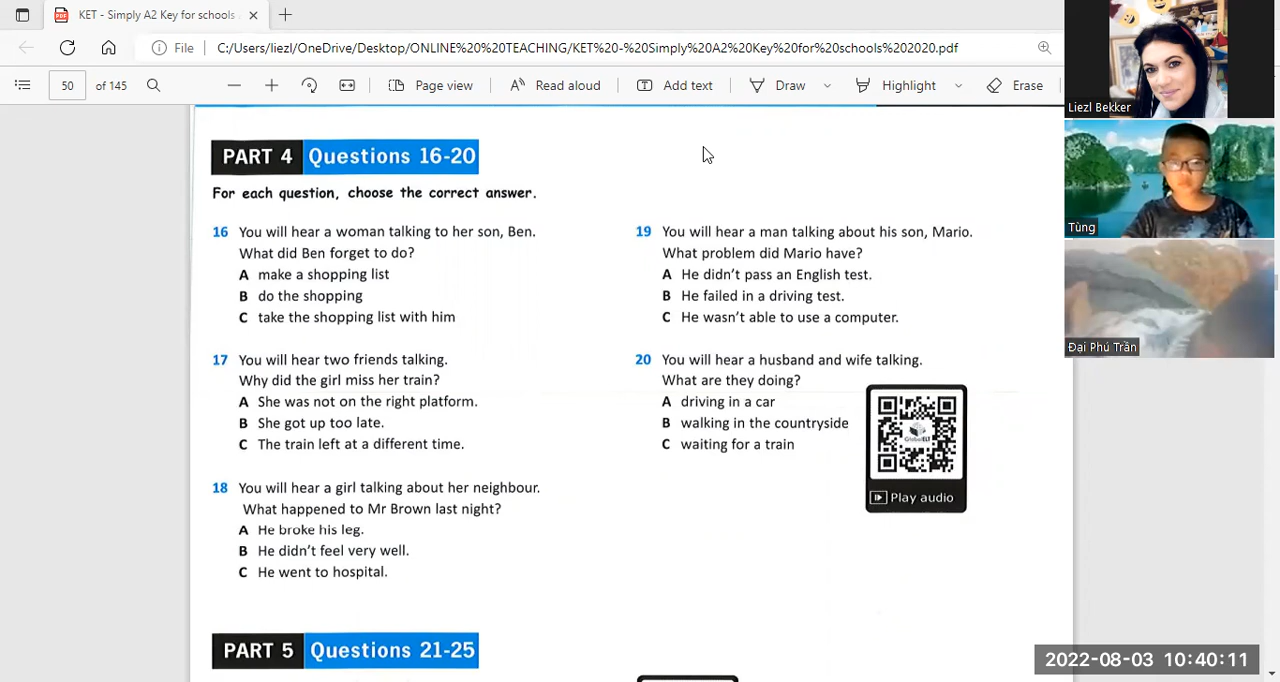 KET - Simply A2 Key for schools
File
C:/Users/liezl/OneDrive/Desktop/ONLINE%20%20TEACHING/KET%20-%20Simply%20A2%20Key%20for%20schools%202020.pdf
50 of 145
Page view
Read aloud
Add text
Draw
Highlight
Erase
PART 4 Questions 16-20
For each question, choose the correct answer.
16 You will hear a woman talking to her son, Ben.
What did Ben forget to do?
A make a shopping list
B do the shopping
C take the shopping list with him
17 You will hear two friends talking.
Why did the girl miss her train?
A She was not on the right platform.
B She got up too late.
C The train left at a different time.
18 You will hear a girl talking about her neighbour.
What happened to Mr Brown last night?
A He broke his leg.
B He didn't feel very well.
C He went to hospital.
19 You will hear a man talking about his son, Mario.
What problem did Mario have?
A He didn't pass an English test.
B He failed in a driving test.
C He wasn't able to use a computer.
20 You will hear a husband and wife talking.
What are they doing?
A driving in a car
B walking in the countryside
C waiting for a train
GlobalELT
Play audio
PART 5 Questions 21-25
Liezl Bekker
Tùng
Đại Phú Trần
2022-08-03 10:40:11